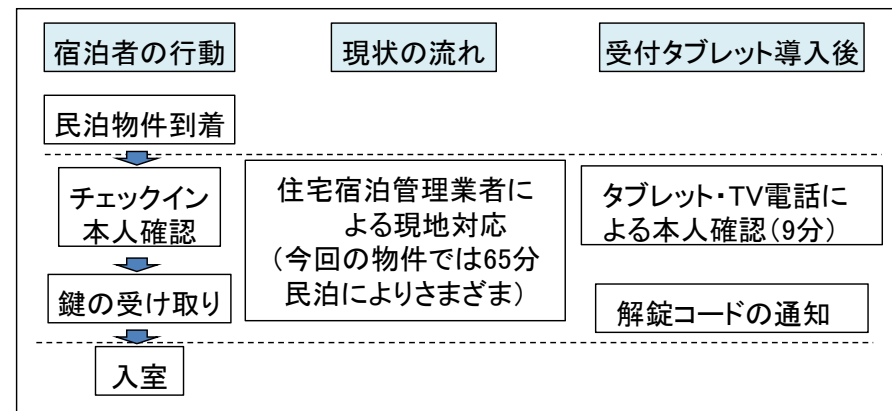 宿泊者の行動
現状の流れ
受付タブレット導入後
民泊物件到着
チェックイン
本人確認
住宅宿泊管理業者に
よる現地対応
(今回の物件では65分
民泊によりさまざま)
タブレット・TV電話に
よる本人確認(9分)
鍵の受け取り
解錠コードの通知
入室